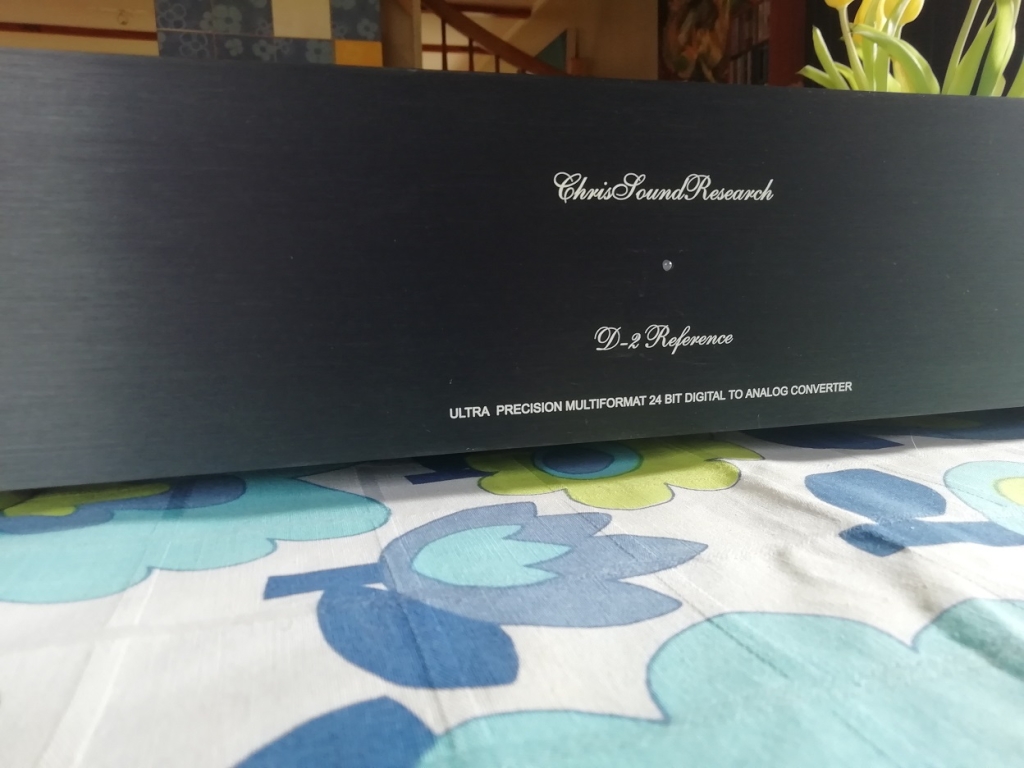 ChrisSoundResearch
D-2 Reference
ULTRA PRECISION MULTIFORMAT 24 BIT DIGITAL TO ANALOG CONVERTER